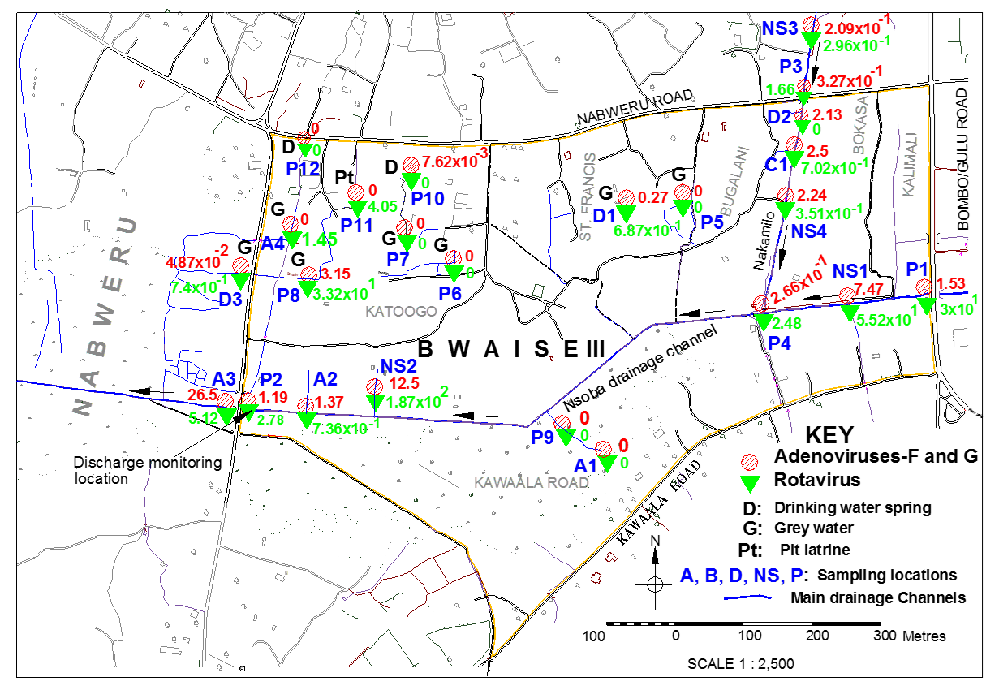 NS3
2.09x10⁻¹
2.96x10⁻¹
P3
3.27x10⁻¹
1.66
NABWERU ROAD
D2
2.13
0
BOKASA
BOMBO/GULU ROAD
C1
2.5
7.02x10⁻¹
KALIMALI
0
D
0
P12
D
7.62x10⁻³
0
P10
Pt
0
4.05
P11
ST. FRANCIS
G
0.27
D1
6.87x10⁻¹
G
0
0
P5
BUGALANI
2.24
3.51x10⁻¹
NS4
Nakamilo
G
0
A4
1.45
G
0
0
P7
G
0
0
P6
NABWERU
4.87x10⁻²
G
7.4x10⁻¹
D3
G
3.15
Drain
3.32x10¹
P8
KATOOGO
2.66x10⁻¹
2.48
P4
NS1
7.47
5.52x10¹
P1
1.53
3x10¹
BWAISE III
Nsoba drainage channel
A3
26.5
5.12
P2
1.19
2.78
A2
1.37
7.36x10⁻¹
NS2
12.5
1.87x10²
P9
0
0
A1
0
0
Discharge monitoring
location
KAWAALA ROAD
KAWAALA ROAD
KEY
Adenoviruses-F and G
Rotavirus
D: Drinking water spring
G: Grey water
Pt: Pit latrine
A, B, D, NS, P: Sampling locations
Main drainage Channels
N
100 0 100 200 300 Metres
SCALE 1 : 2,500